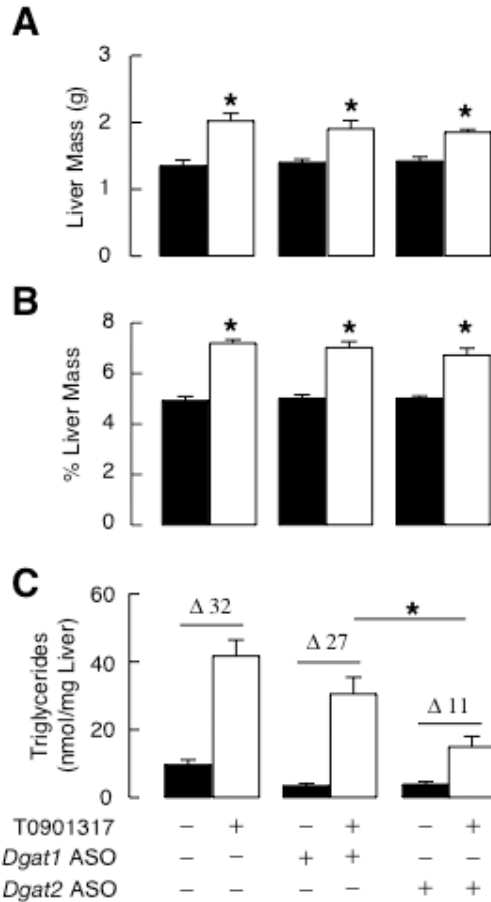 A
Liver Mass (g)
3
2
1
0
* * *
B
% Liver Mass
8
6
4
2
0
* * *
C
Triglycerides
(nmol/mg Liver)
60
40
20
0
Δ 32
Δ 27
*
Δ 11
T0901317 – + – + – +
Dgat1 ASO – – + + – –
Dgat2 ASO – – – – + +